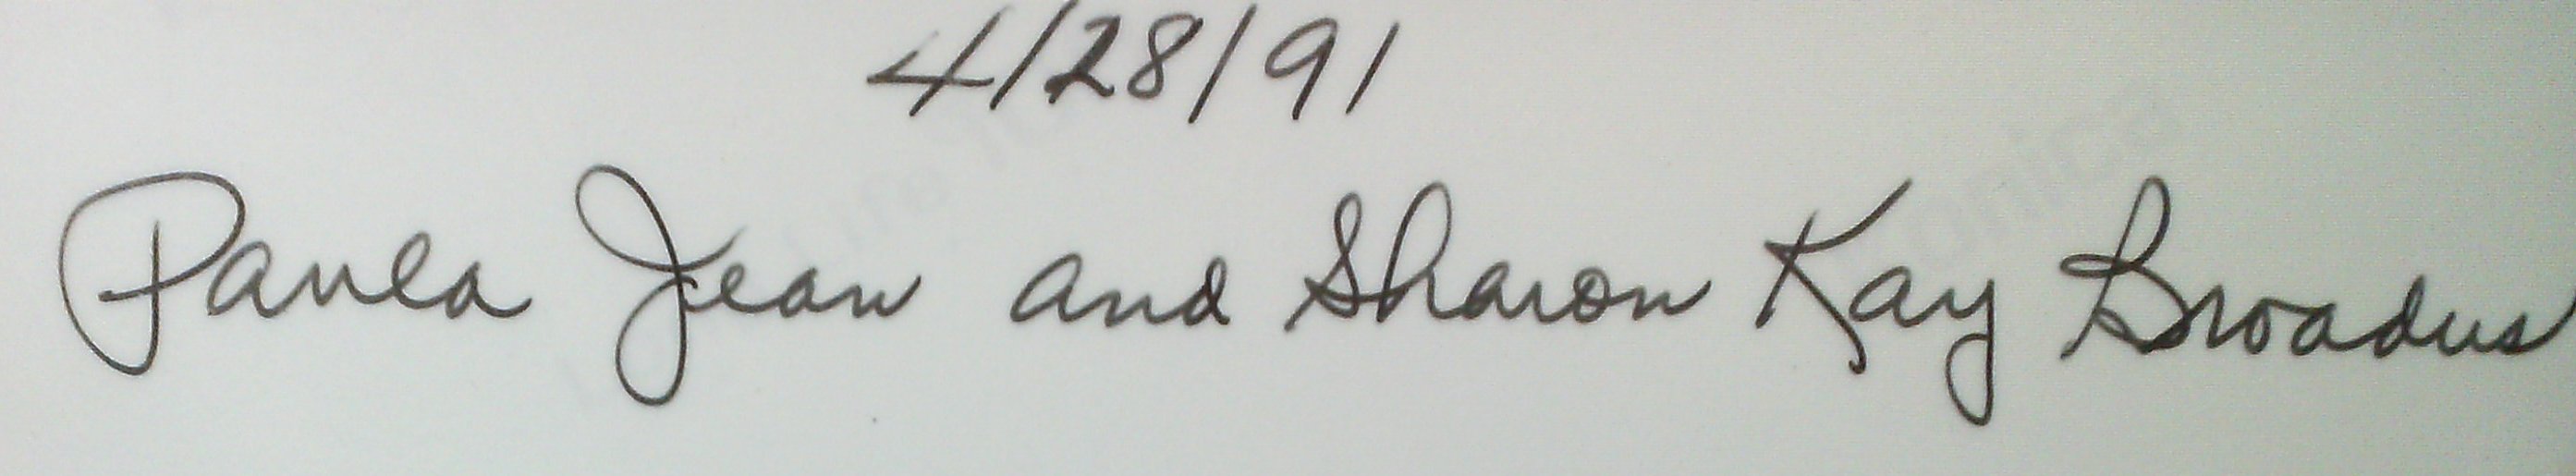 4/28/91
Paula Jean and Sharon Kay Broadus